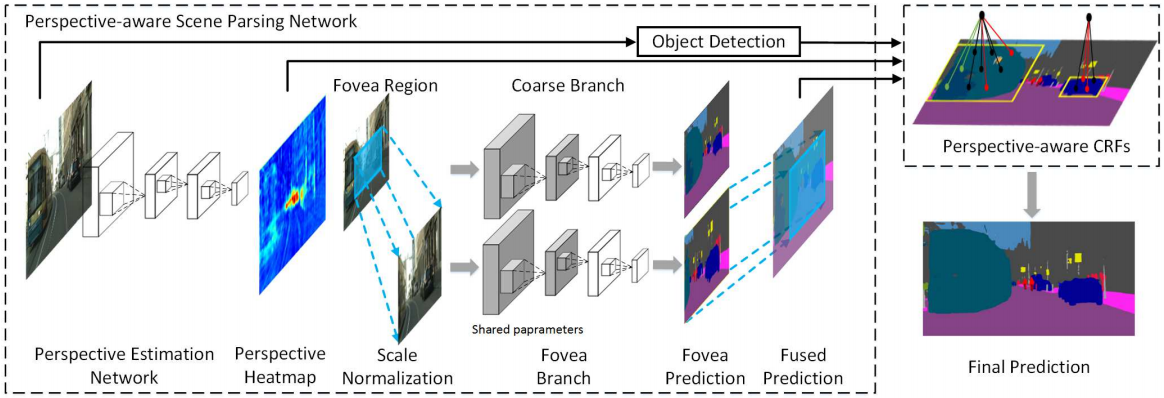 Perspective-aware Scene Parsing Network
Object Detection
Fovea Region
Coarse Branch
Perspective-aware CRFs
Shared paprameters
Perspective Estimation
Network
Perspective
Heatmap
Scale
Normalization
Fovea
Branch
Fovea
Prediction
Fused
Prediction
Final Prediction